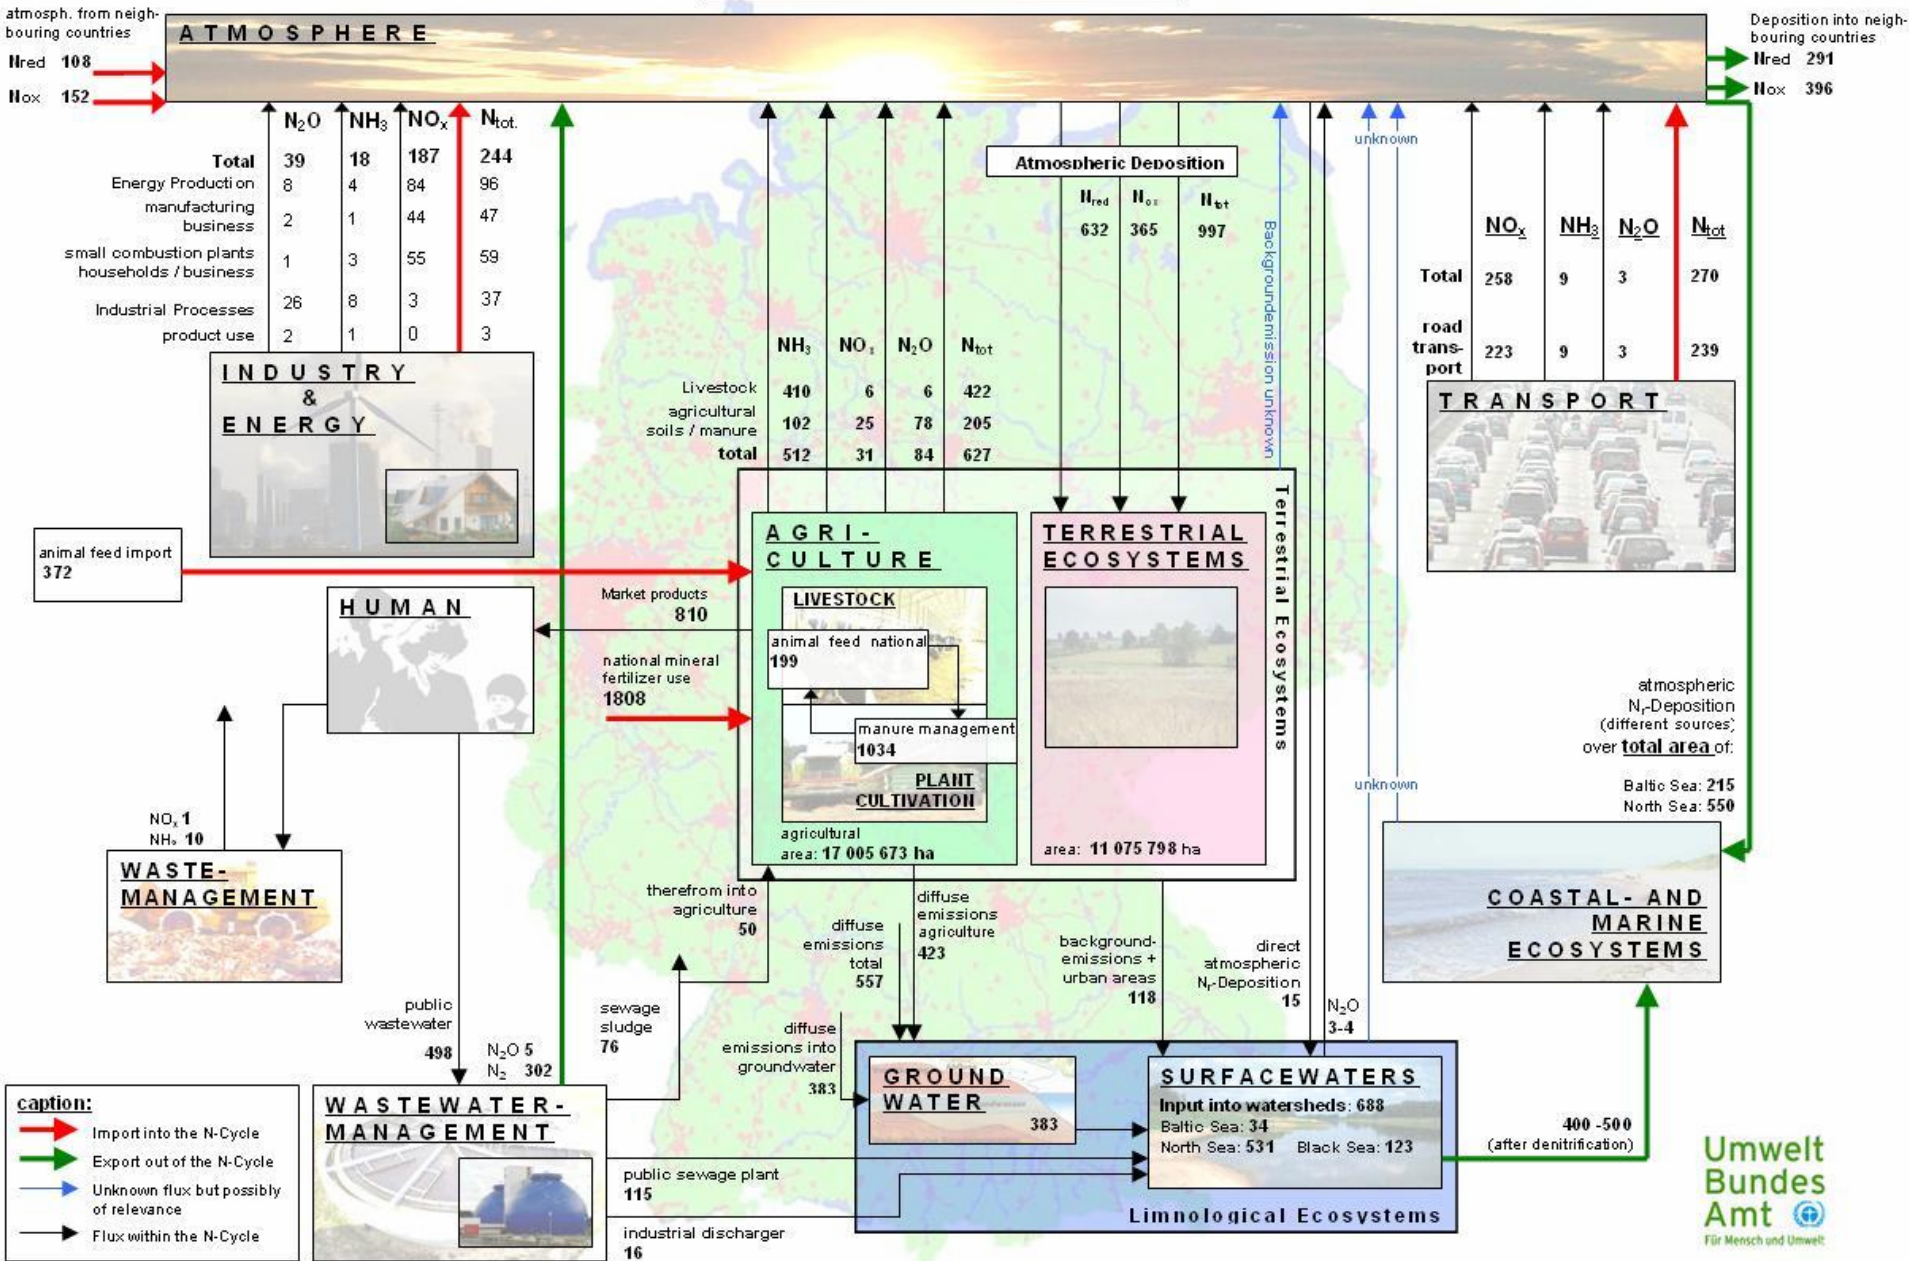 atmosph. from neigh-
bouring countries
Nred 108
Nox 152
ATMOSPHERE
Deposition into neigh-
bouring countries
Nred 291
Nox 396
N₂O NH₃ NOₓ Ntot.
Total 39 18 187 244
Energy Production 8 4 84 96
manufacturing
business 2 1 44 47
small combustion plants
households / business 1 3 55 59
Industrial Processes 26 8 3 37
product use 2 1 0 3
INDUSTRY
&
ENERGY
Atmospheric Deposition
Nred Nox Ntot
632 365 997
Backgroundemission unknown
unknown
NOₓ NH₃ N₂O Ntot
Total 258 9 3 270
road
trans-
port 223 9 3 239
TRANSPORT
NH₃ NOₓ N₂O Ntot
Livestock 410 6 6 422
agricultural
soils / manure 102 25 78 205
total 512 31 84 627
animal feed import
372
HUMAN
Market products
810
national mineral
fertilizer use
1808
AGRI-
CULTURE
LIVESTOCK
animal feed national
199
manure management
1034
PLANT
CULTIVATION
agricultural
area: 17 005 673 ha
TERRESTRIAL
ECOSYSTEMS
area: 11 075 798 ha
Terrestrial Ecosystems
unknown
atmospheric
Nr-Deposition
(different sources)
over total area of:
Baltic Sea: 215
North Sea: 550
COASTAL- AND
MARINE
ECOSYSTEMS
NOₓ 1
NH₃ 10
WASTE-
MANAGEMENT
therefrom into
agriculture
50
diffuse
emissions
total
557
diffuse
emissions
agriculture
423
background-
emissions +
urban areas
118
direct
atmospheric
Nr-Deposition
15
N₂O
3-4
public
wastewater
498
N₂O 5
N₂ 302
sewage
sludge
76
diffuse
emissions into
groundwater
383
GROUND
WATER
383
SURFACEWATERS
Input into watersheds: 688
Baltic Sea: 34
North Sea: 531 Black Sea: 123
Limnological Ecosystems
400 -500
(after denitrification)
caption:
Import into the N-Cycle
Export out of the N-Cycle
Unknown flux but possibly
of relevance
Flux within the N-Cycle
WASTEWATER-
MANAGEMENT
public sewage plant
115
industrial discharger
16
Umwelt
Bundes
Amt
Für Mensch und Umwelt